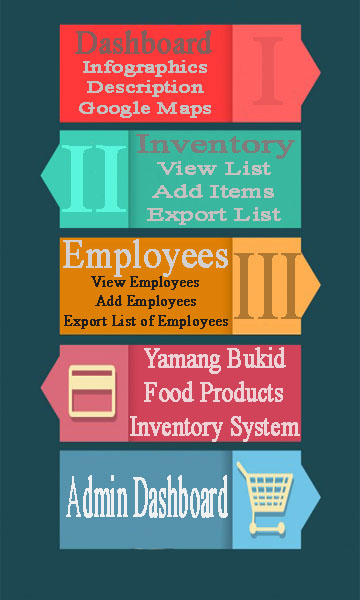 Dashboard
Infographics
Description
Google Maps
I
Inventory
View List
Add Items
Export List
II
Employees
View Employees
Add Employees
Export List of Employees
III
Yamang Bukid
Food Products
Inventory System
Admin Dashboard